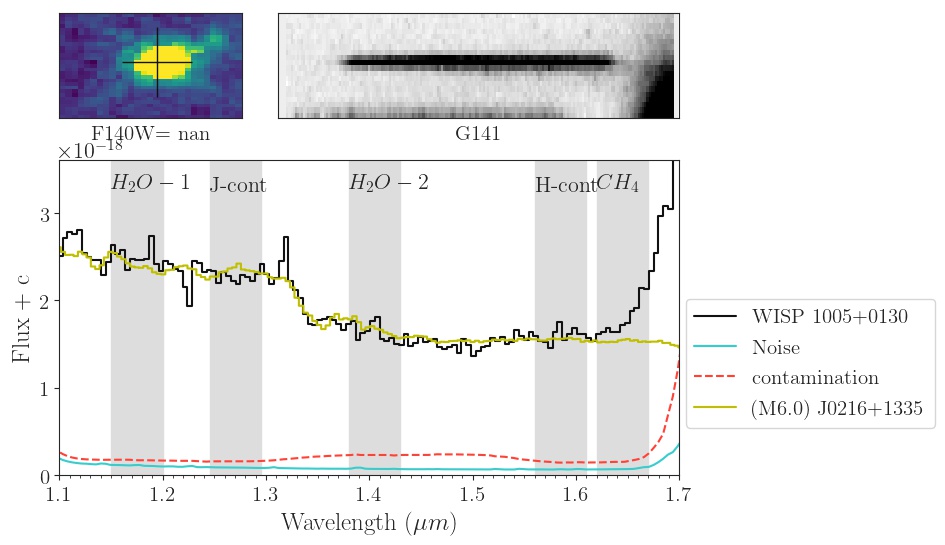 F140W= nan
G141
×10⁻¹⁸
H₂O − 1
J-cont
H₂O − 2
H-cont
CH₄
3
2
1
0
Flux + c
1.1
1.2
1.3
1.4
1.5
1.6
1.7
Wavelength (μm)
WISP 1005+0130
Noise
contamination
(M6.0) J0216+1335